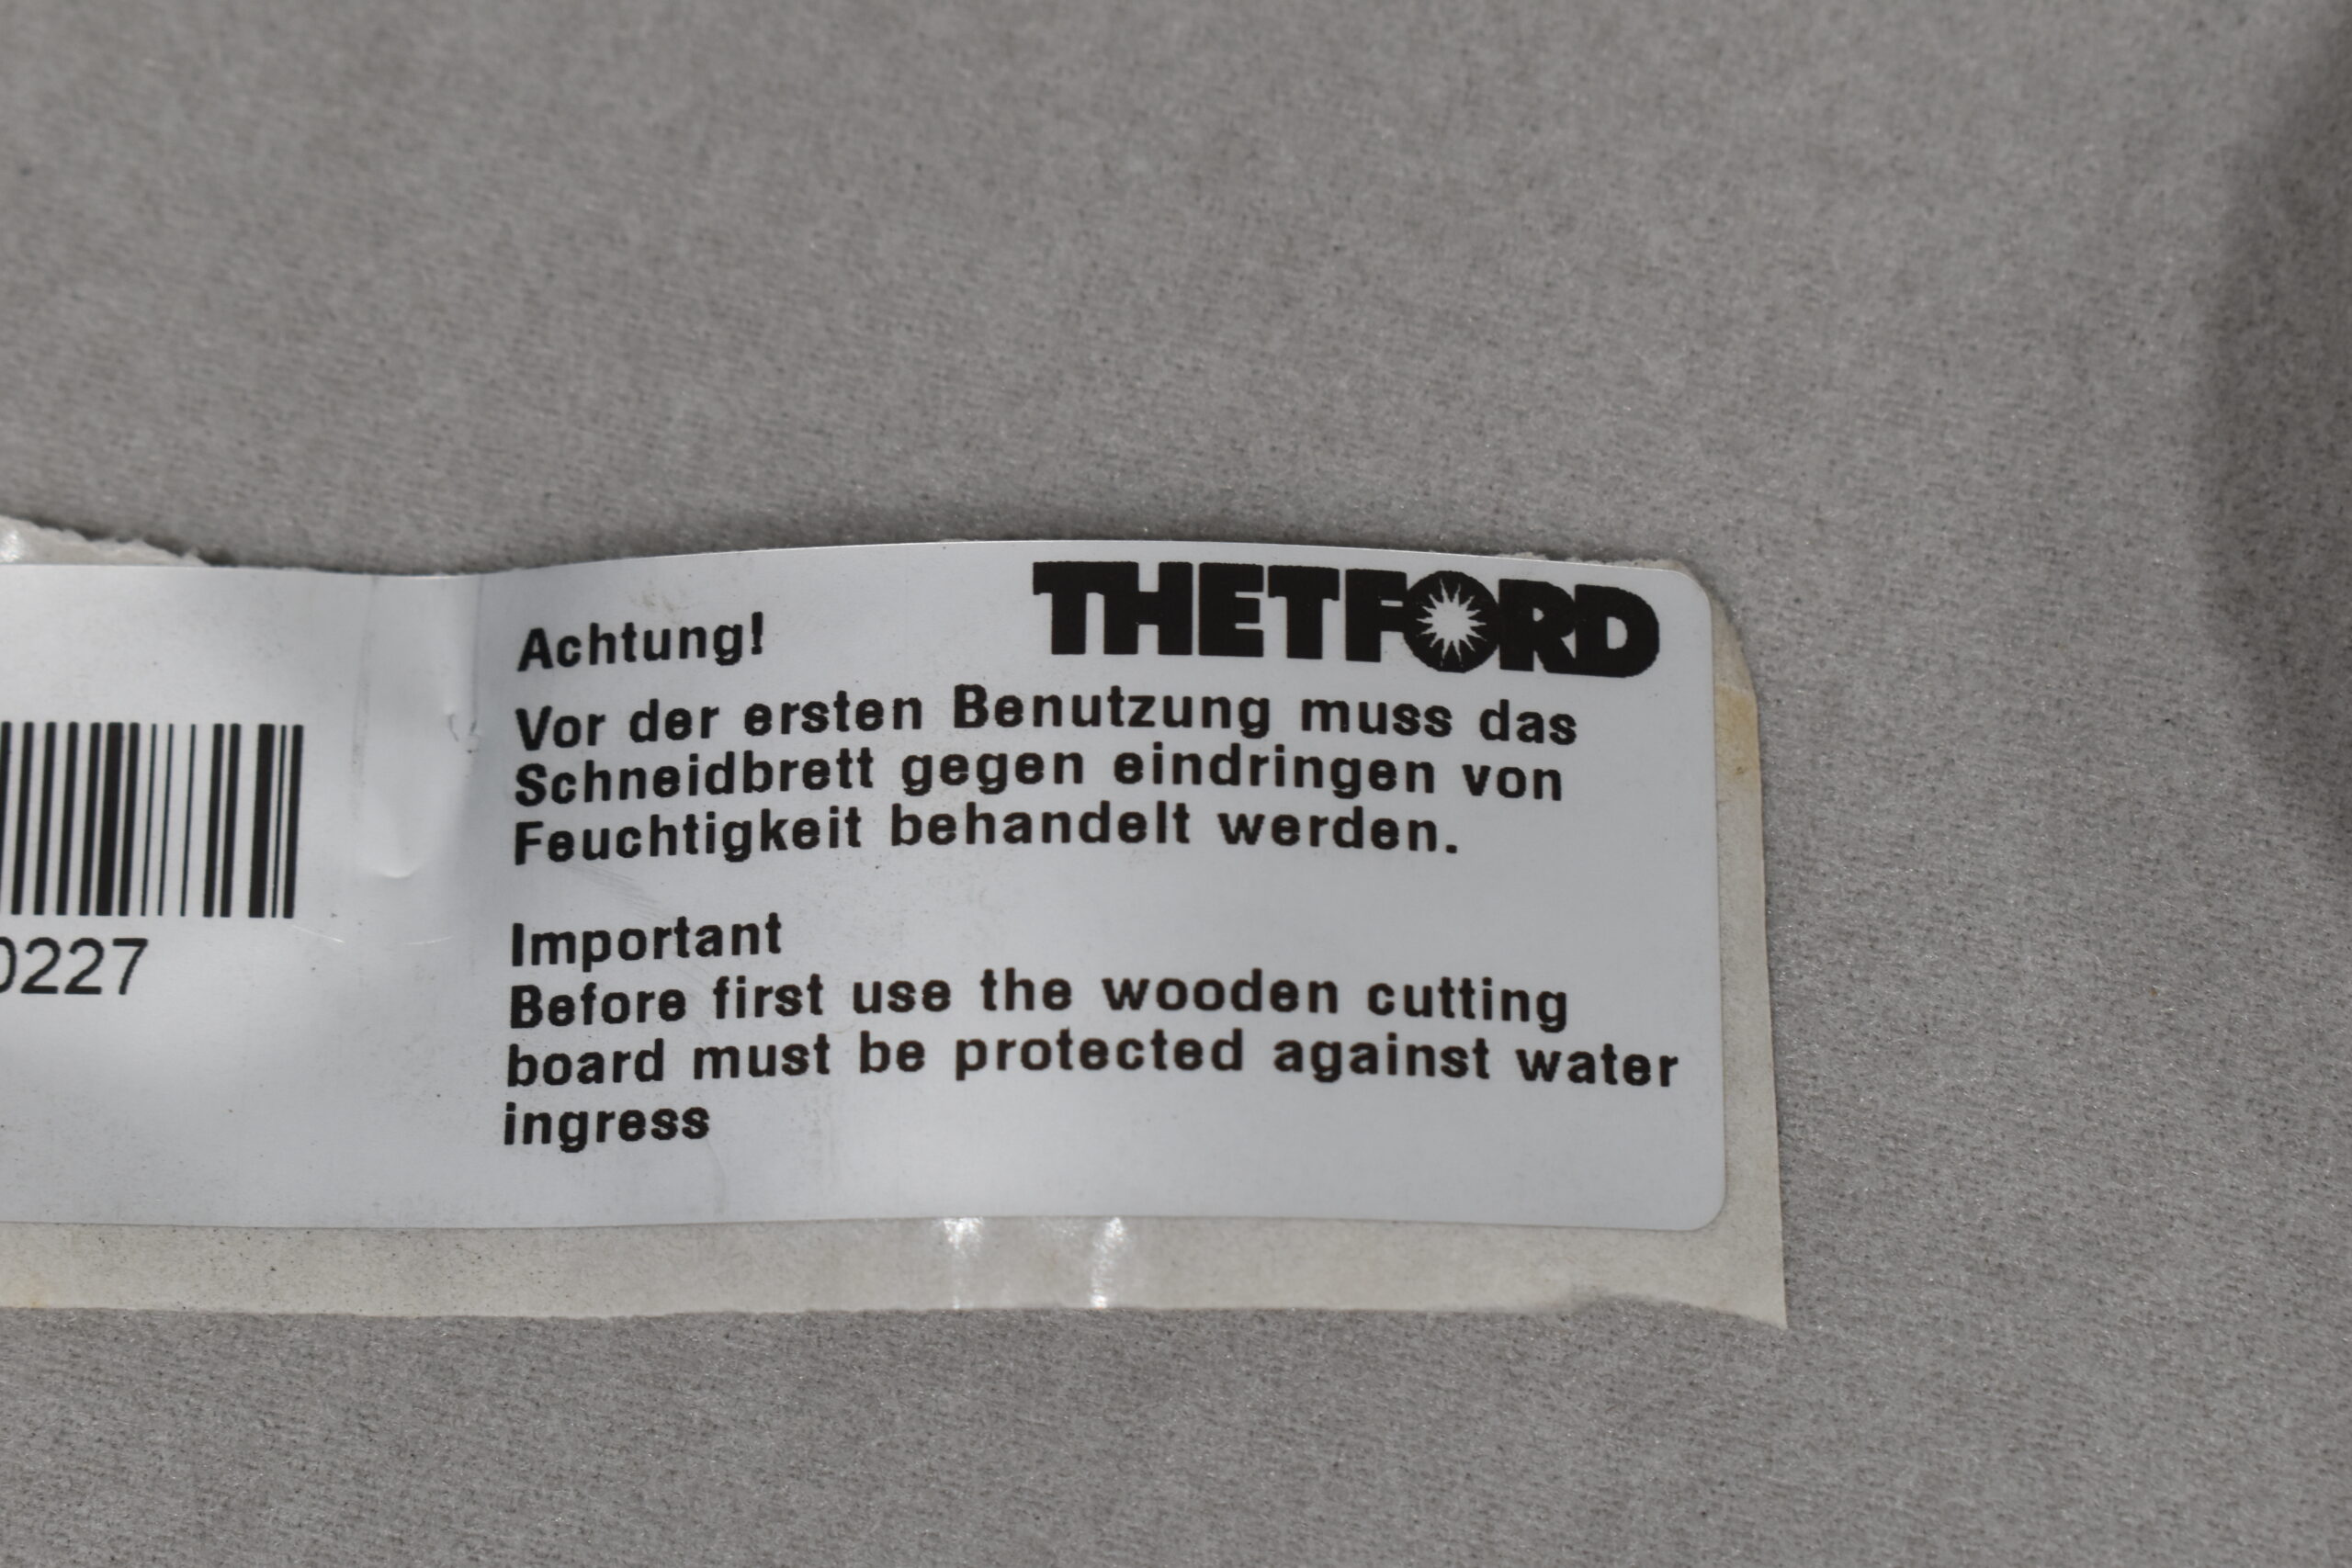 THETFORD
Achtung!
Vor der ersten Benutzung muss das
Schneidbrett gegen eindringen von
Feuchtigkeit behandelt werden.
Important
Before first use the wooden cutting
board must be protected against water
ingress
0227